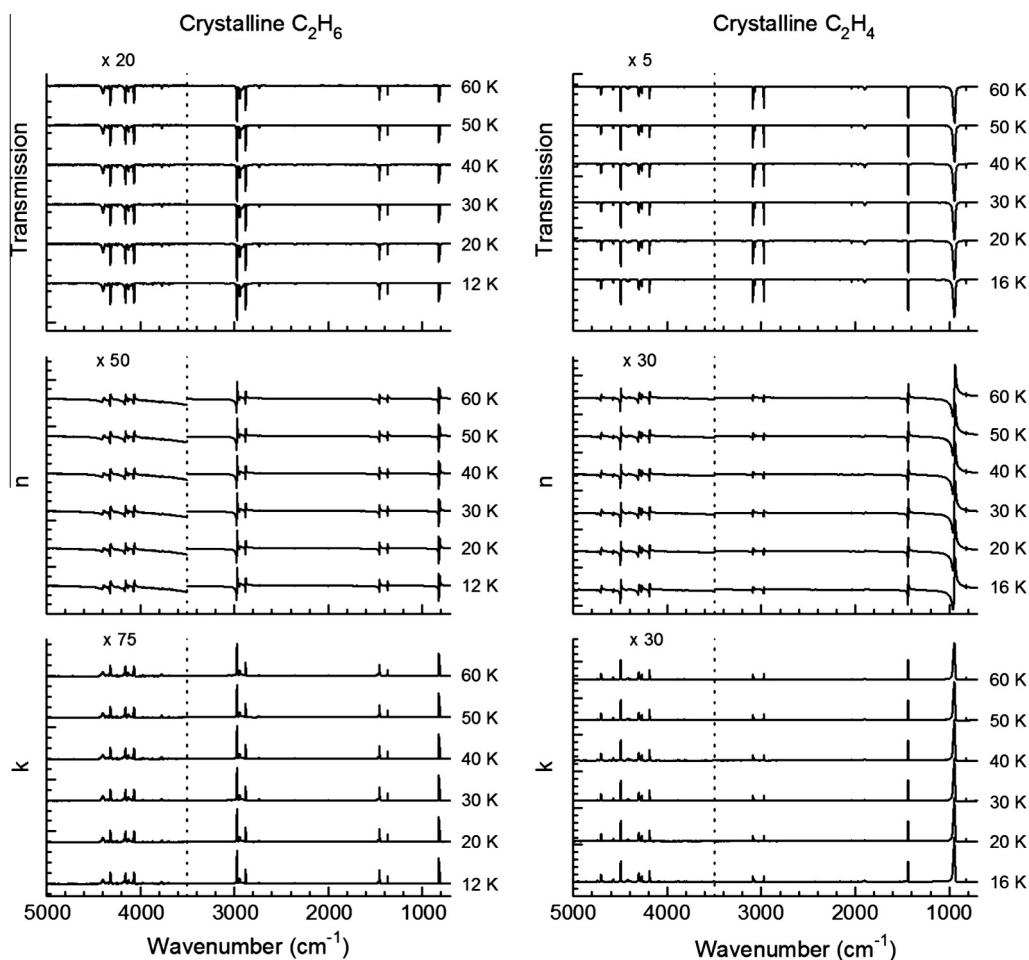 Crystalline C₂H₆
Crystalline C₂H₄
x 20
60 K
50 K
40 K
30 K
20 K
12 K
Transmission
x 5
60 K
50 K
40 K
30 K
20 K
16 K
Transmission
x 50
60 K
50 K
40 K
30 K
20 K
12 K
n
x 30
60 K
50 K
40 K
30 K
20 K
16 K
n
x 75
60 K
50 K
40 K
30 K
20 K
12 K
k
x 30
60 K
50 K
40 K
30 K
20 K
16 K
k
5000 4000 3000 2000 1000
5000 4000 3000 2000 1000
Wavenumber (cm⁻¹)
Wavenumber (cm⁻¹)